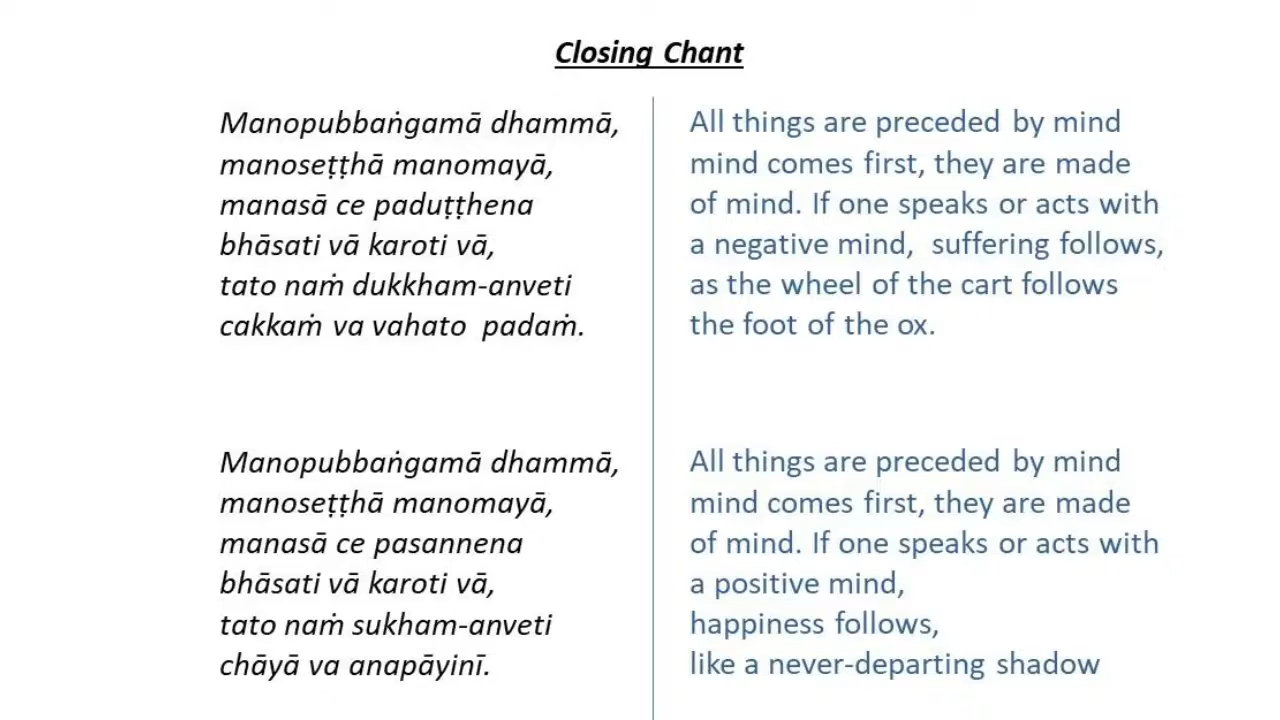 Closing Chant
Manopubbaṅgamā dhammā,
manoseṭṭhā manomayā,
manasā ce paduṭṭhena
bhāsati vā karoti vā,
tato naṁ dukkham-anveti
cakkaṁ va vahato padaṁ.
All things are preceded by mind
mind comes first, they are made
of mind. If one speaks or acts with
a negative mind, suffering follows,
as the wheel of the cart follows
the foot of the ox.
Manopubbaṅgamā dhammā,
manoseṭṭhā manomayā,
manasā ce pasannena
bhāsati vā karoti vā,
tato naṁ sukham-anveti
chāyā va anapāyinī.
All things are preceded by mind
mind comes first, they are made
of mind. If one speaks or acts with
a positive mind,
happiness follows,
like a never-departing shadow